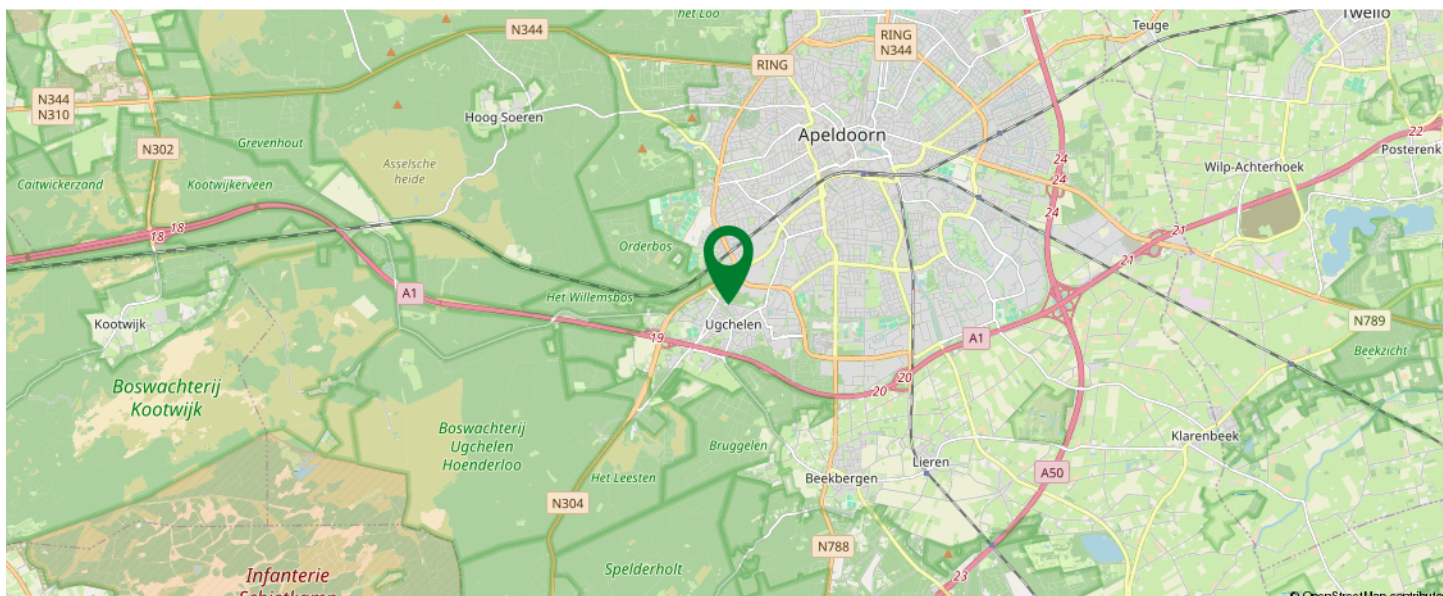 het Loo
Teuge
Twello
N344
RING
N344
RING
N344
N310
Hoog Soeren
Apeldoorn
22
Posterenk
N302
Grevenhout
Asselsche
heide
24
24
Wilp-Achterhoek
Caitwickerzand
Kootwijkerveen
24
18
18
21
21
Orderbos
A1
Het Willemsbos
Kootwijk
Ugchelen
19
A1
N789
Beekzicht
20
20
Boswachterij
Kootwijk
Boswachterij
Ugchelen
Hoenderloo
Bruggelen
Klarenbeek
Lieren
Het Leesten
Beekbergen
A50
N304
N788
Spelderholt
23
Infanterie
Schietkamp
© OpenStreetMap contributo